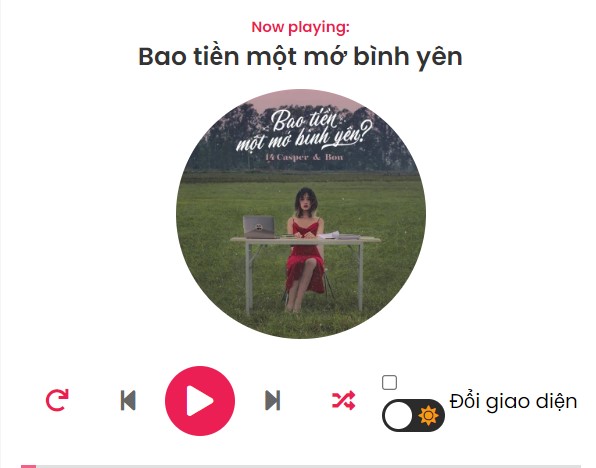 Now playing:
Bao tiền một mớ bình yên
Bao tiền
một mớ bình yên?
14 Casper & Bon
Đổi giao diện